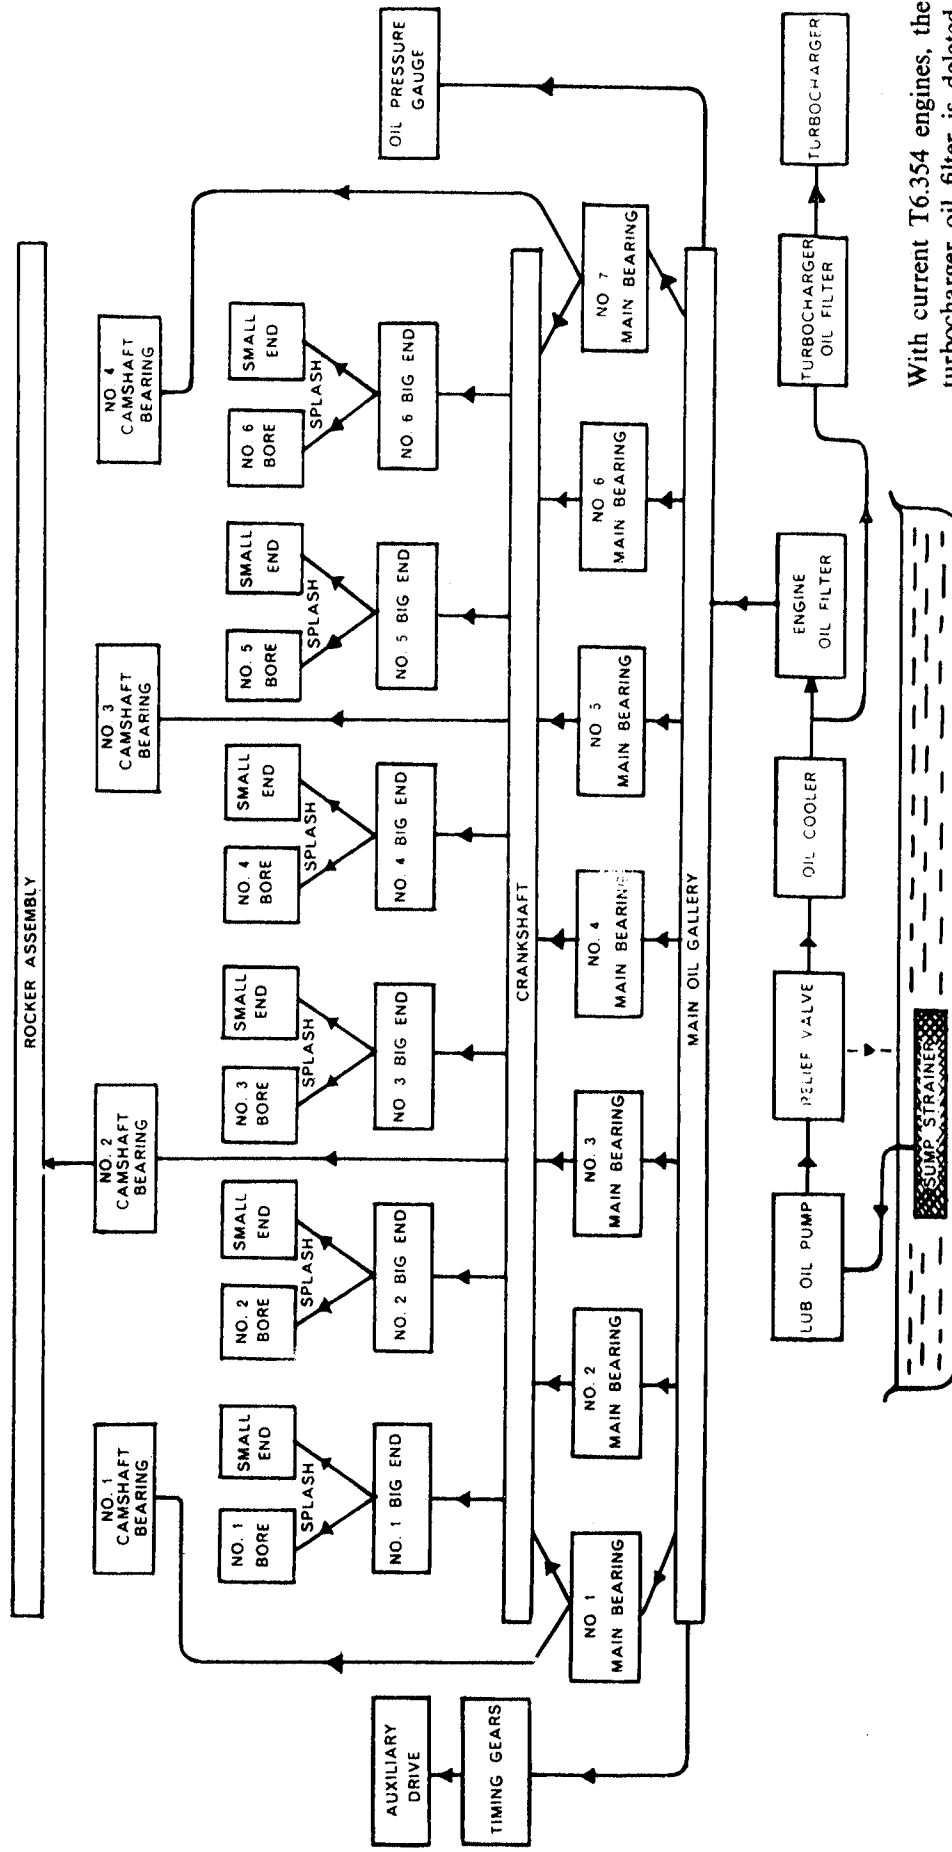 ROCKER ASSEMBLY
NO. 1
CAMSHAFT
BEARING
NO. 2
CAMSHAFT
BEARING
NO. 3
CAMSHAFT
BEARING
NO. 4
CAMSHAFT
BEARING
NO. 1
BORE
SMALL
END
SPLASH
NO. 2
BORE
SMALL
END
SPLASH
NO. 3
BORE
SMALL
END
SPLASH
NO. 4
BORE
SMALL
END
SPLASH
NO. 5
BORE
SMALL
END
SPLASH
NO. 6
BORE
SMALL
END
SPLASH
AUXILIARY
DRIVE
NO. 1 BIG END
NO. 2 BIG END
NO 3 BIG END
NO. 4 BIG END
NO. 5 BIG END
NO. 6 BIG END
OIL PRESSURE
GAUGE
TIMING GEARS
CRANKSHAFT
NO 1
MAIN BEARING
NO. 2
MAIN BEARING
NO. 3
MAIN BEARING
NO. 4
MAIN BEARING
NO 5
MAIN BEARING
NO 6
MAIN BEARING
NO 7
MAIN BEARING
MAIN OIL GALLERY
LUB OIL PUMP
RELIEF VALVE
OIL COOLER
ENGINE
OIL FILTER
TURBOCHARGER
OIL FILTER
TURBOCHARGER
SUMP STRAINER
With current T6.354 engines, the
turbocharger oil filter is deleted